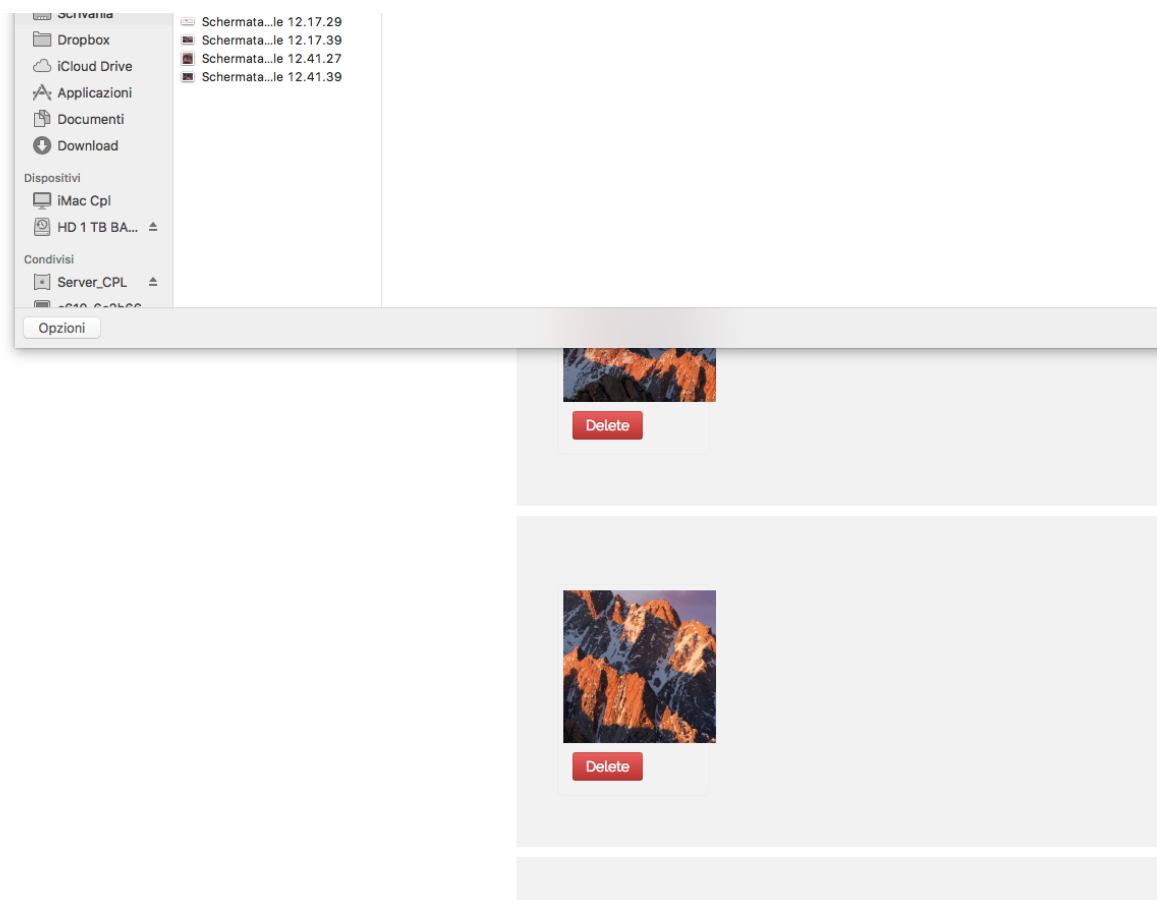 Scrivania
Dropbox
iCloud Drive
Applicazioni
Documenti
Download
Dispositivi
iMac Cpl
HD 1 TB BA...
Condivisi
Server_CPL
Opzioni
Schermata...le 12.17.29
Schermata...le 12.17.39
Schermata...le 12.41.27
Schermata...le 12.41.39
Delete
Delete